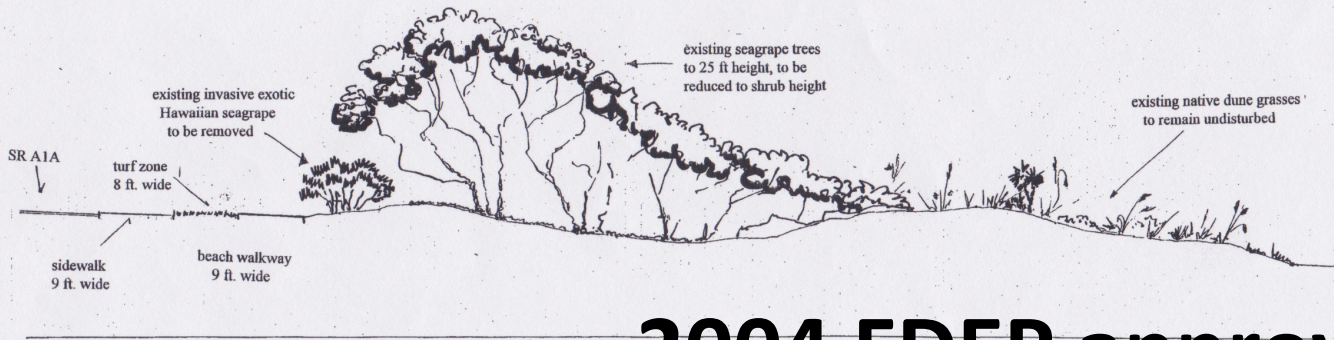 existing seagrape trees
to 25 ft height, to be
reduced to shrub height
existing invasive exotic
Hawaiian seagrape
to be removed
existing native dune grasses
to remain undisturbed
SR A1A
turf zone
8 ft. wide
sidewalk
9 ft. wide
beach walkway
9 ft. wide
2004 FDEP